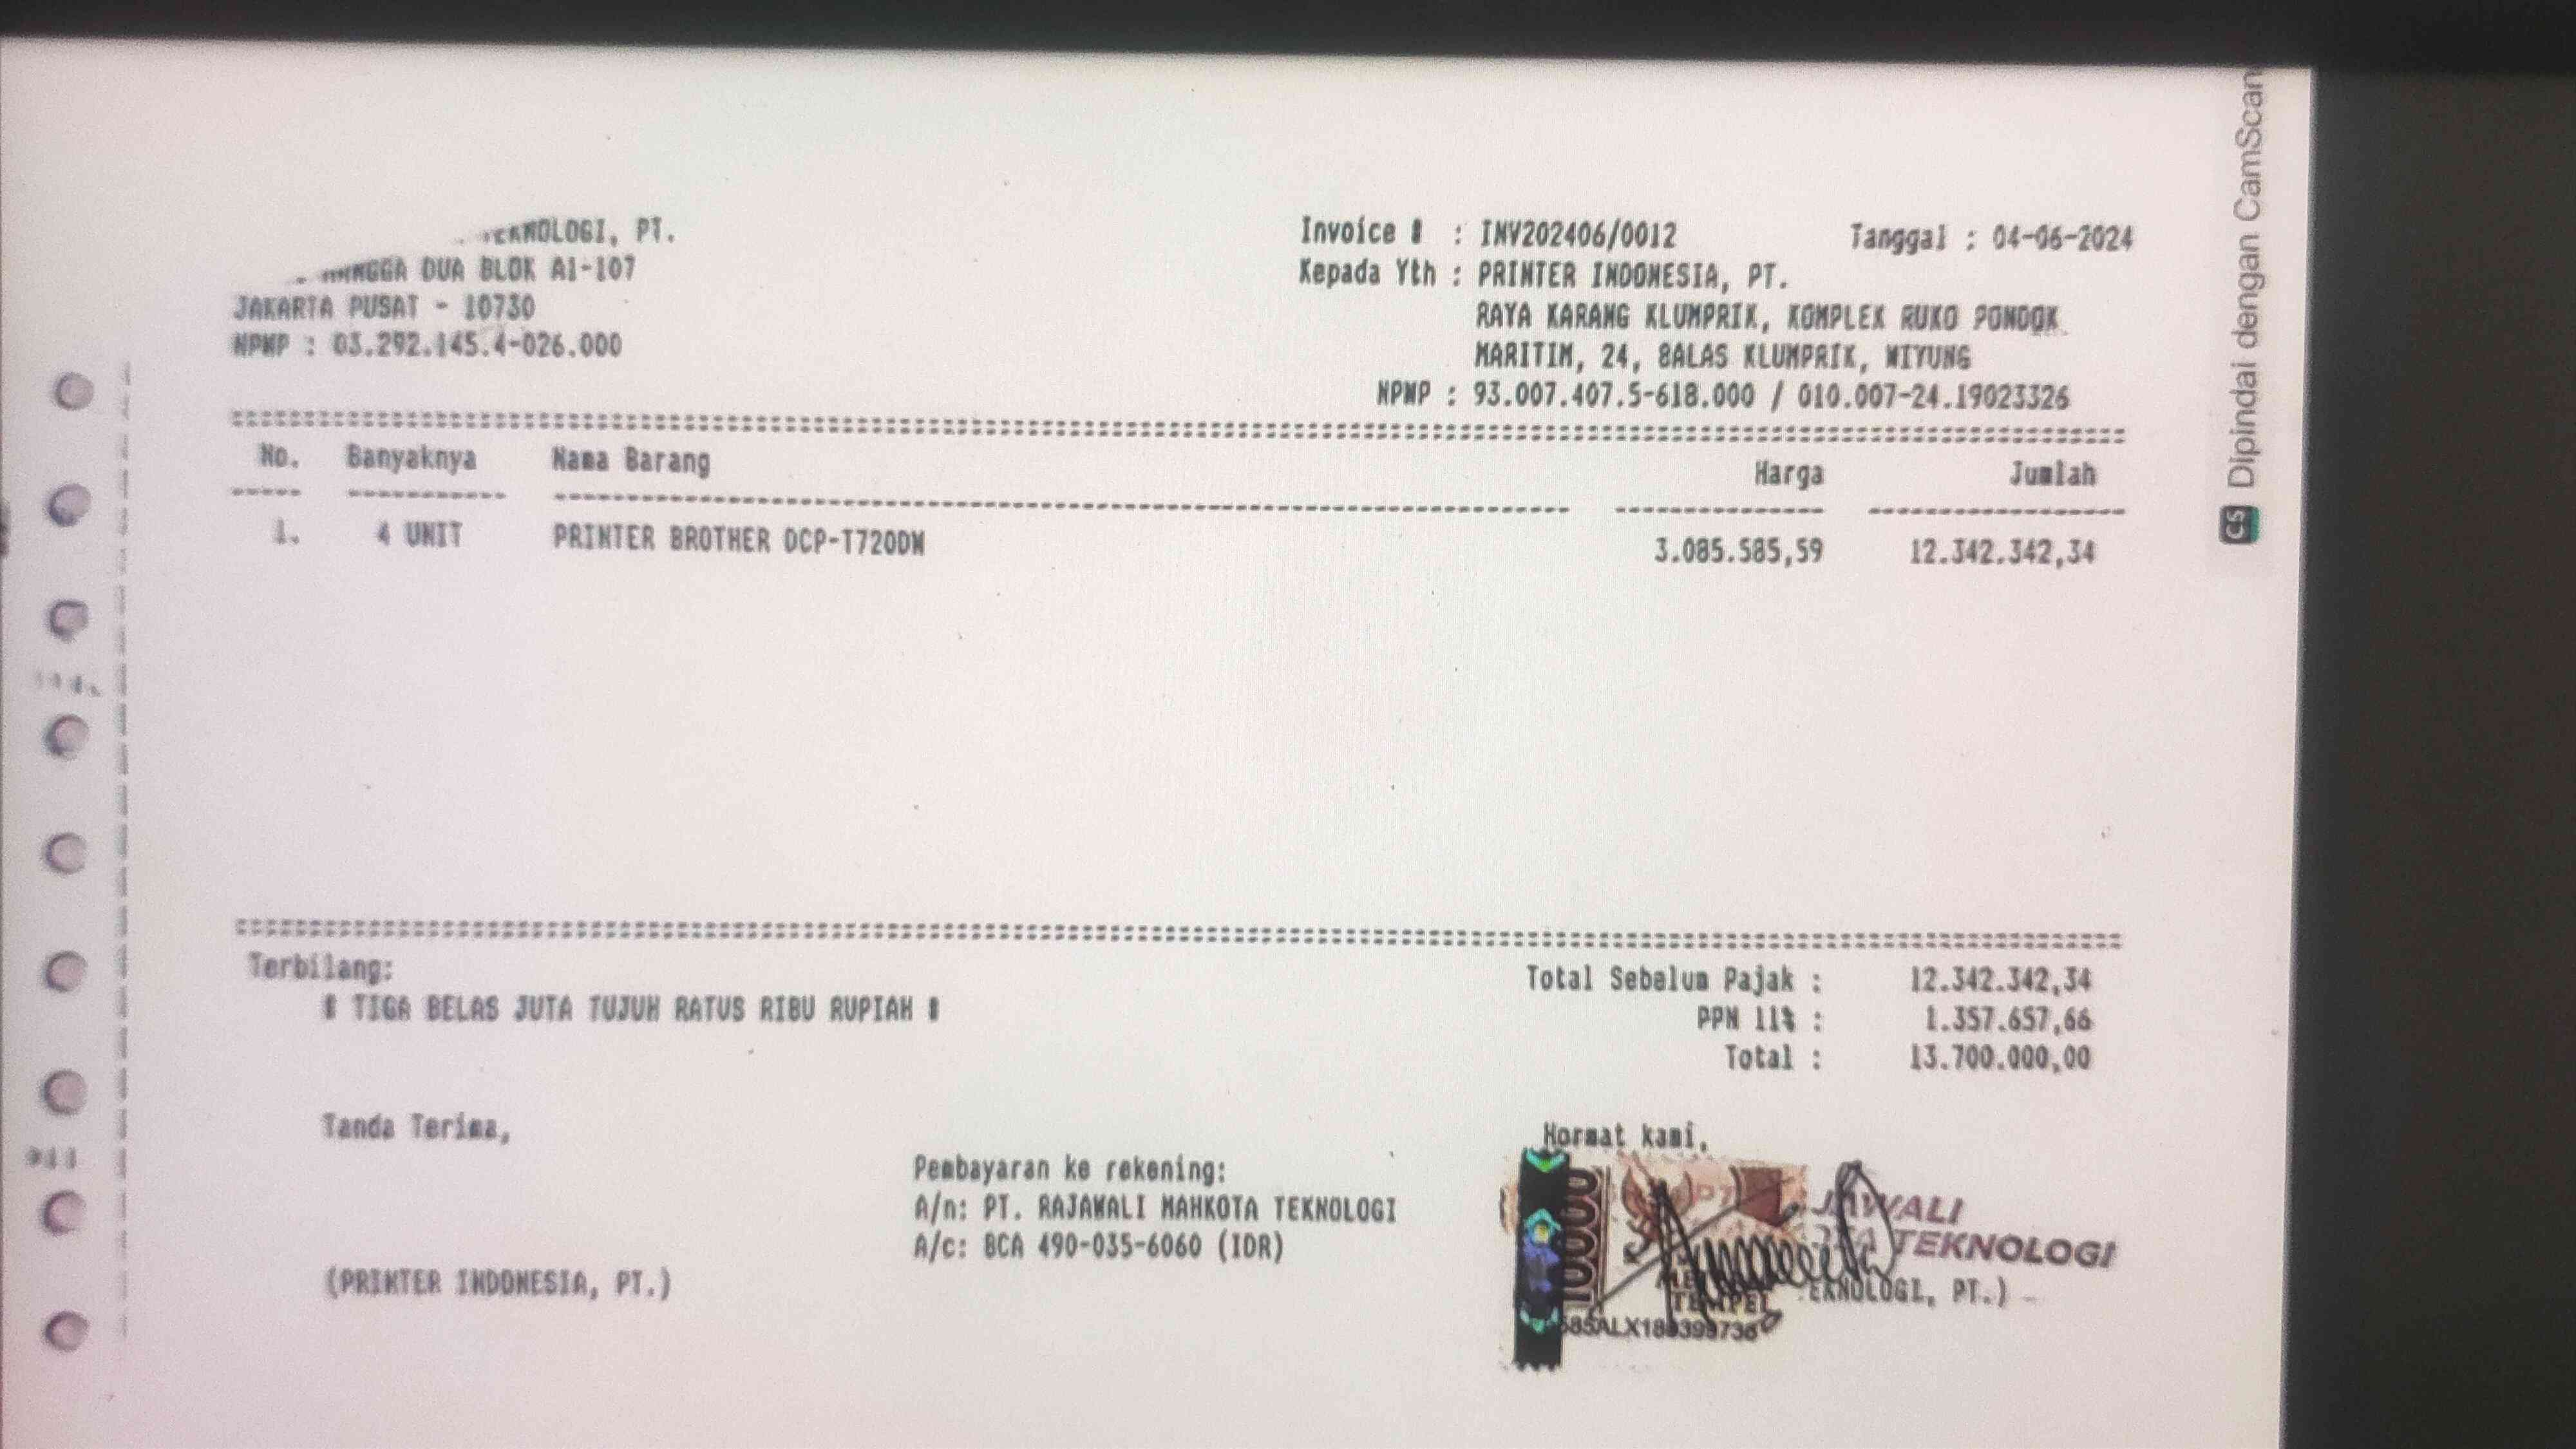 TEKNOLOGI, PT.
MANGGA DUA BLOK A1-107
JAKARTA PUSAT - 10730
NPWP : 03.292.145.4-026.000
Invoice # : INV202406/0012 Tanggal : 04-06-2024
Kepada Yth : PRINTER INDONESIA, PT.
RAYA KARANG KLUMPRIK, KOMPLEK RUKO PONDOK
MARITIM, 24, BALAS KLUMPRIK, WIYUNG
NPWP : 93.007.407.5-618.000 / 010.007-24.19023326
No. Banyaknya Nama Barang Harga Jumlah
1. 4 UNIT PRINTER BROTHER DCP-T720DW 3.085.585,59 12.342.342,34
Terbilang:
# TIGA BELAS JUTA TUJUH RATUS RIBU RUPIAH #
Total Sebelum Pajak : 12.342.342,34
PPN 11% : 1.357.657,66
Total : 13.700.000,00
Tanda Terima,
(PRINTER INDONESIA, PT.)
Pembayaran ke rekening:
A/n: PT. RAJAWALI MAHKOTA TEKNOLOGI
A/c: BCA 490-035-6060 (IDR)
Hormat kami,
10000
TEMPEL
JAWALI
TEKNOLOGI
EKNOLOGI, PT.)
CS Dipindai dengan CamScan